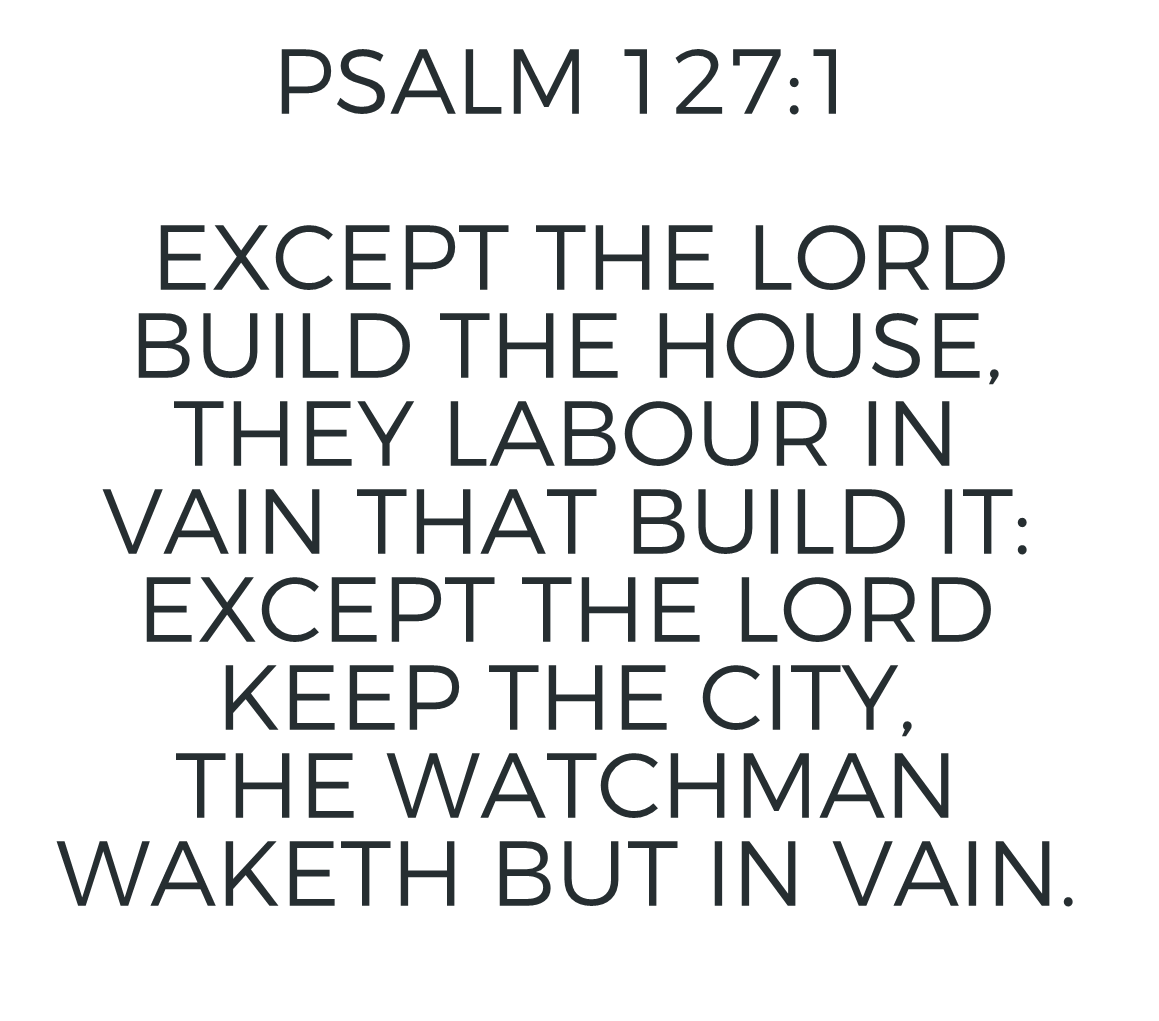 PSALM 127:1
EXCEPT THE LORD
BUILD THE HOUSE,
THEY LABOUR IN
VAIN THAT BUILD IT:
EXCEPT THE LORD
KEEP THE CITY,
THE WATCHMAN
WAKETH BUT IN VAIN.